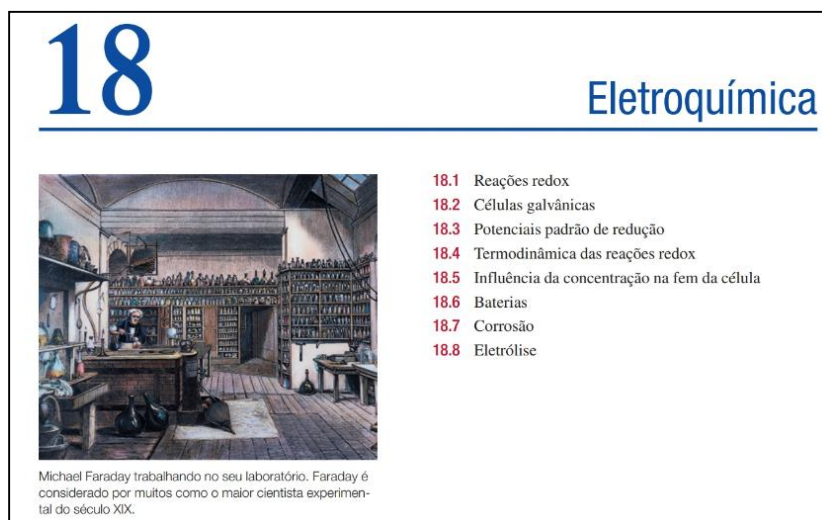 18
Eletroquímica
18.1 Reações redox
18.2 Células galvânicas
18.3 Potenciais padrão de redução
18.4 Termodinâmica das reações redox
18.5 Influência da concentração na fem da célula
18.6 Baterias
18.7 Corrosão
18.8 Eletrólise
Michael Faraday trabalhando no seu laboratório. Faraday é
considerado por muitos como o maior cientista experimen-
tal do século XIX.